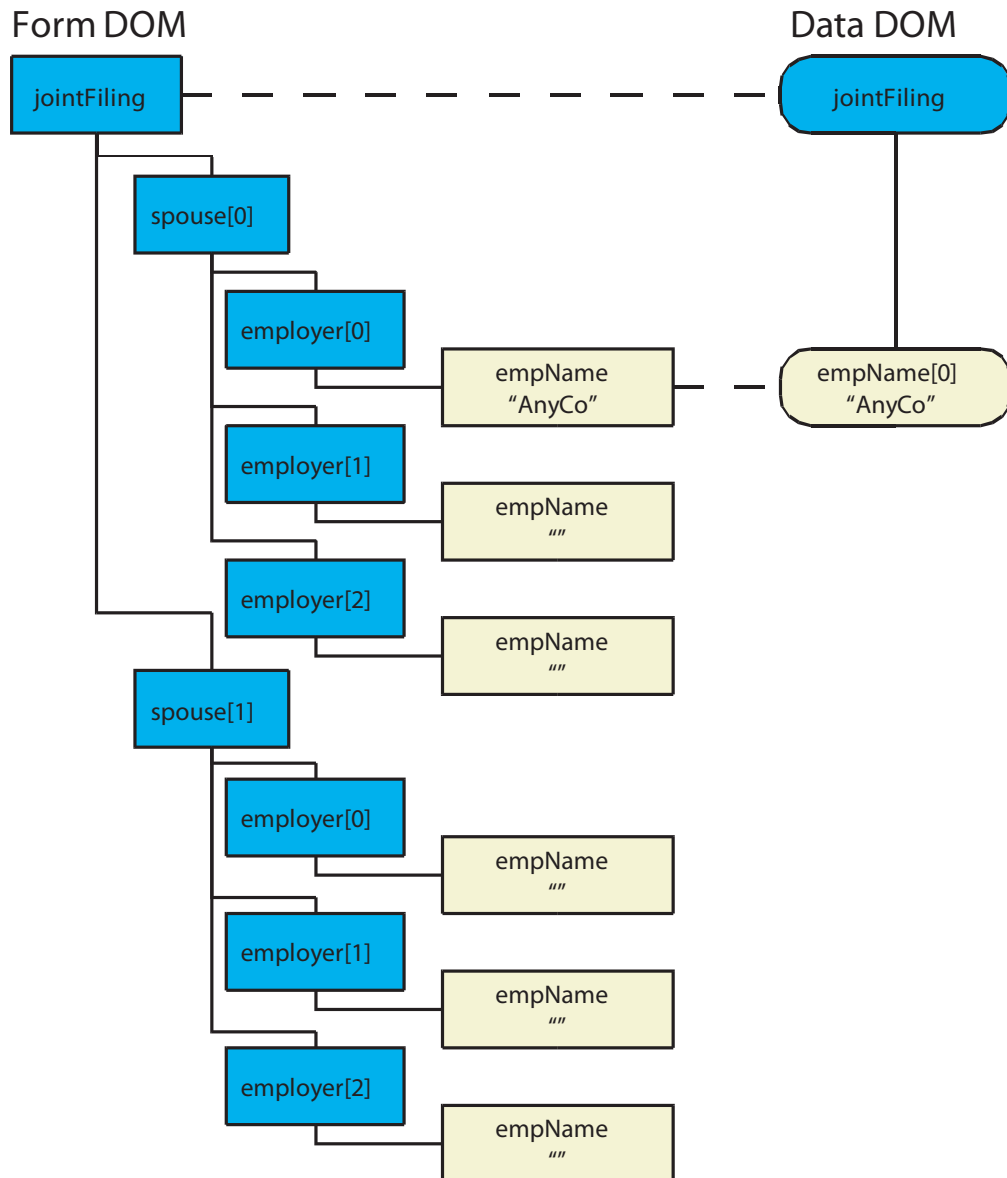 Form DOM
Data DOM
jointFiling
jointFiling
spouse[0]
employer[0]
empName
“AnyCo”
empName[0]
“AnyCo”
employer[1]
empName
“”
employer[2]
empName
“”
spouse[1]
employer[0]
empName
“”
employer[1]
empName
“”
employer[2]
empName
“”